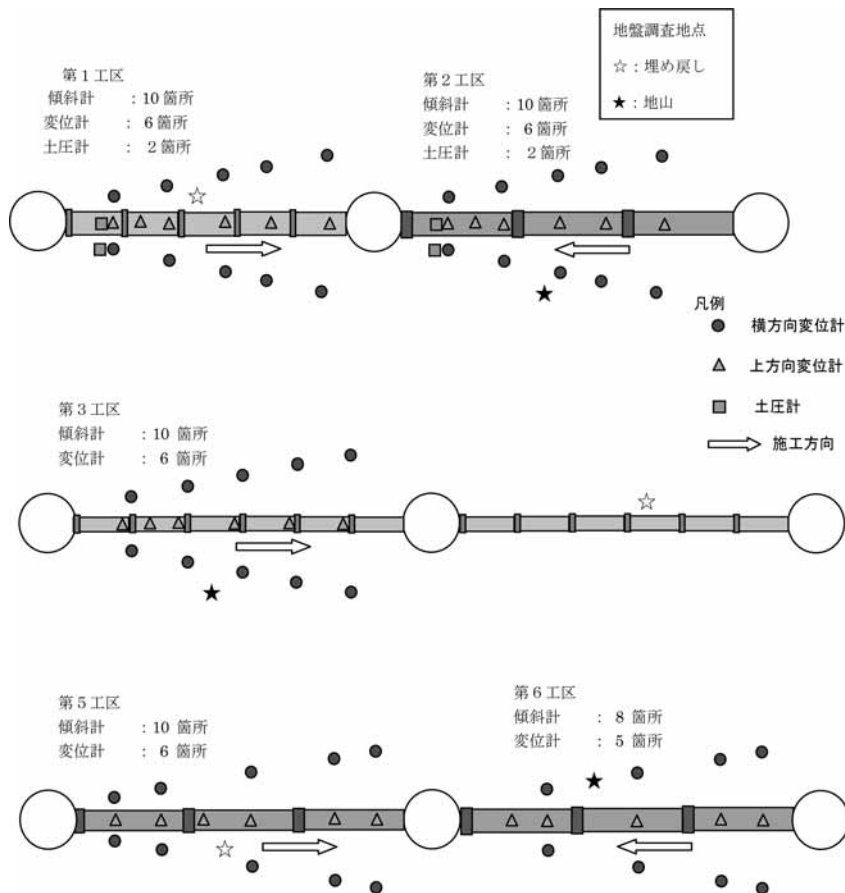 地盤調査地点
☆：埋め戻し
★：地山
第1工区
傾斜計 ：10 箇所
変位計 ： 6 箇所
土圧計 ： 2 箇所
第2工区
傾斜計 ：10 箇所
変位計 ： 6 箇所
土圧計 ： 2 箇所
凡例
横方向変位計
上方向変位計
土圧計
施工方向
第3工区
傾斜計 ：10 箇所
変位計 ： 6 箇所
第5工区
傾斜計 ：10 箇所
変位計 ： 6 箇所
第6工区
傾斜計 ： 8 箇所
変位計 ： 5 箇所